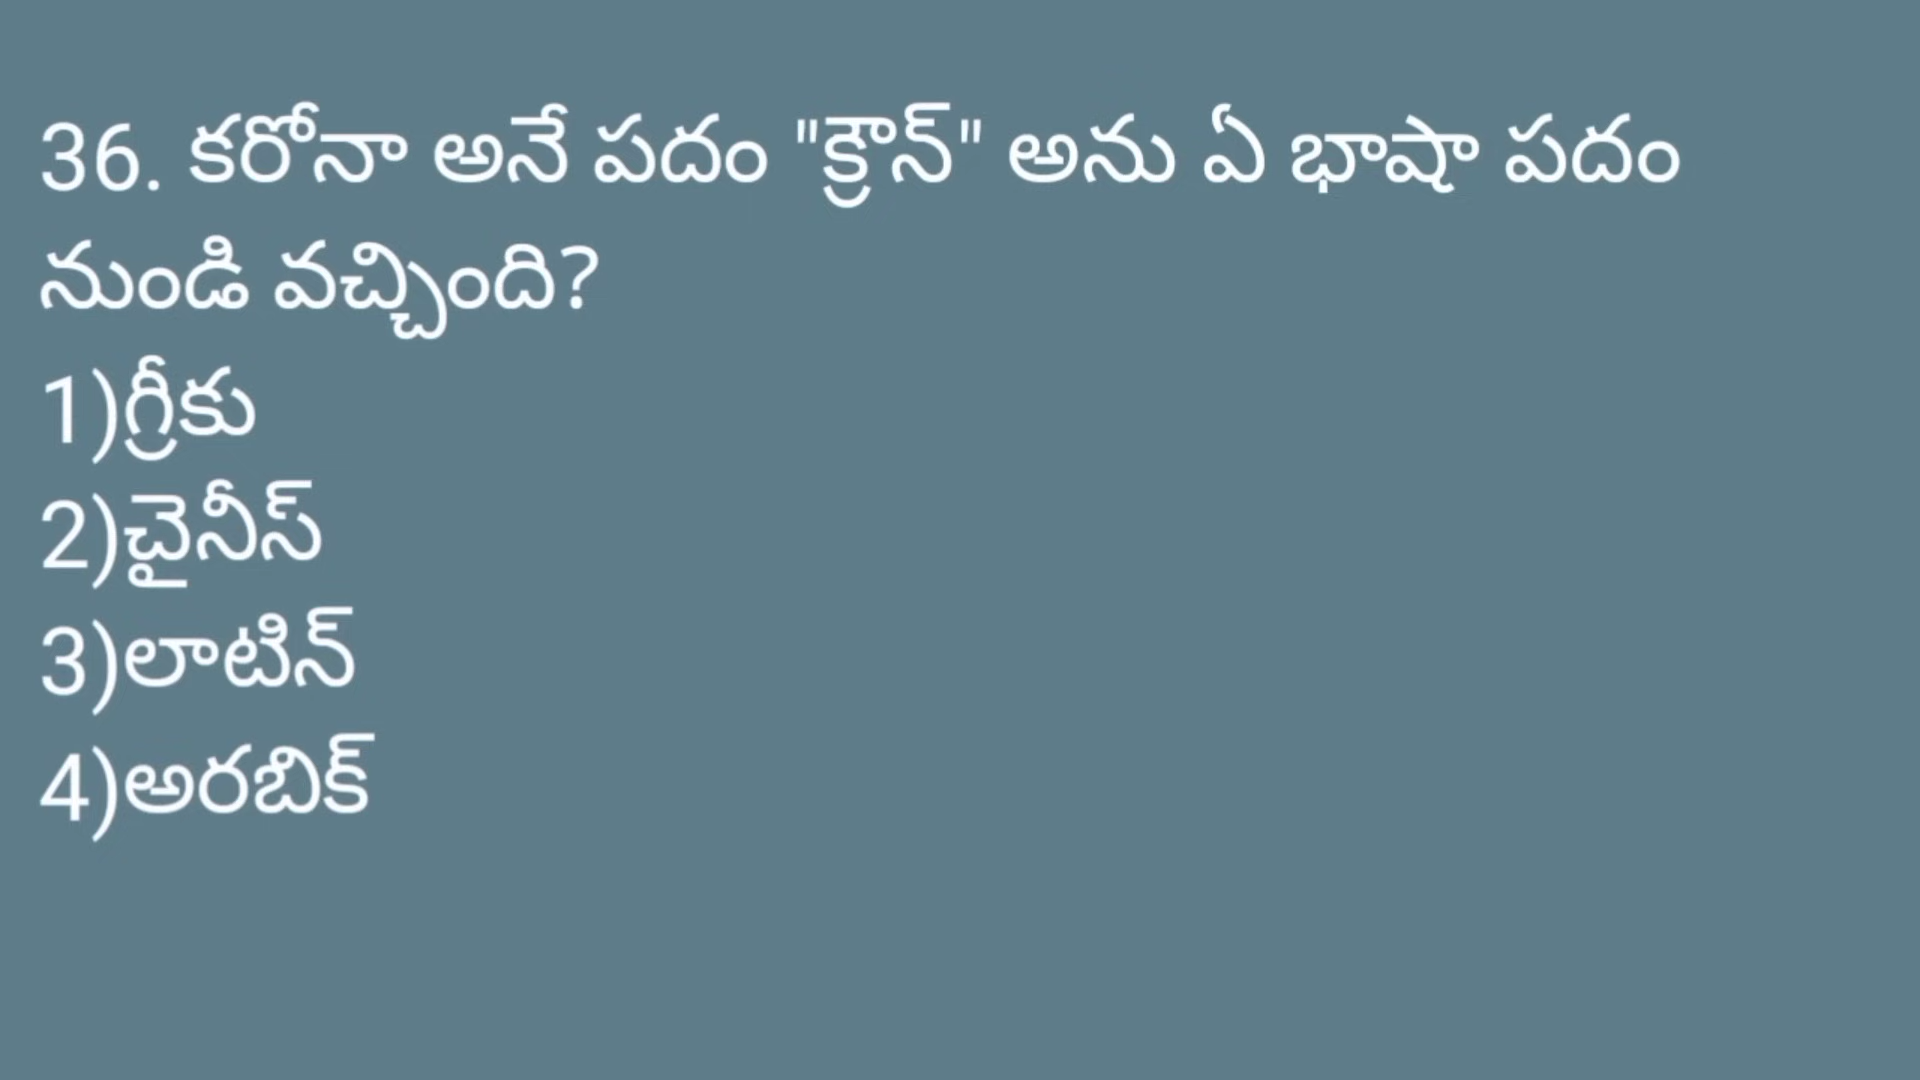 36. కరోనా అనే పదం "క్రౌన్" అను ఏ భాషా పదం
నుండి వచ్చింది?
1)గ్రీకు
2)చైనీస్
3)లాటిన్
4)అరబిక్